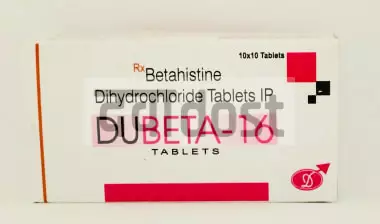 10x10 Tablets
Rx Betahistine
Dihydrochloride Tablets IP
DUBETA-16
TABLETS
D